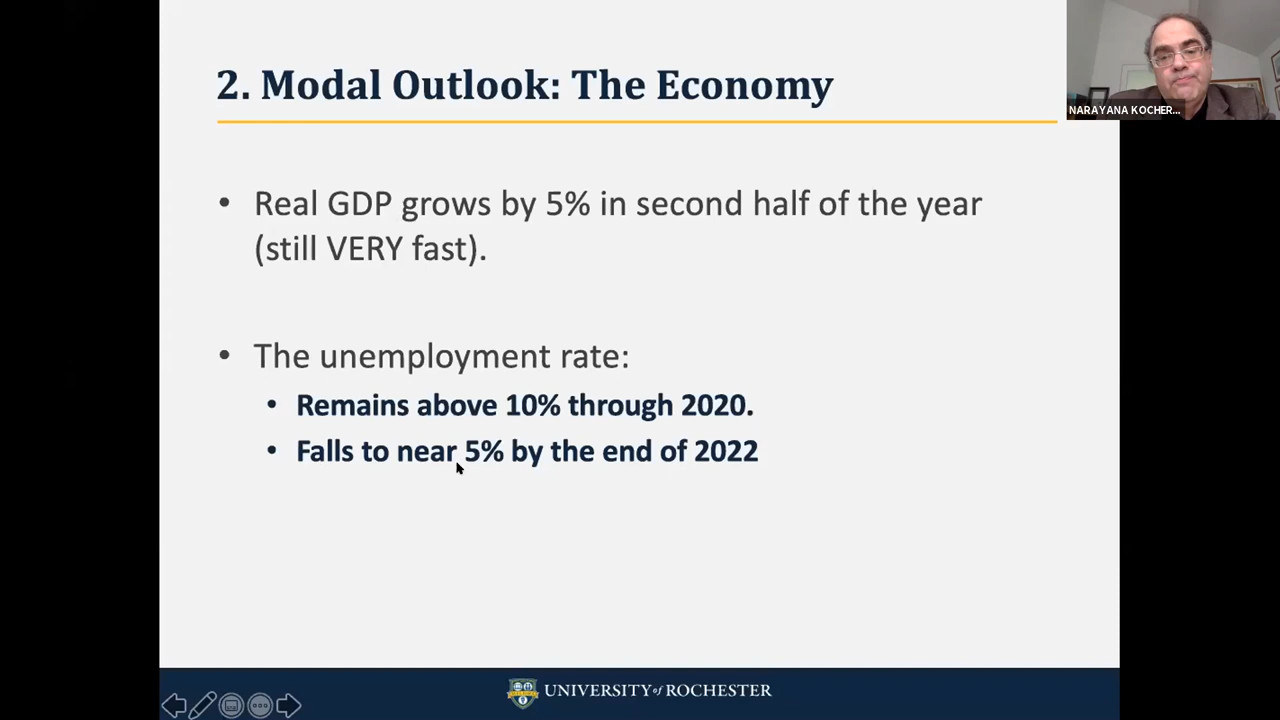 2. Modal Outlook: The Economy
NARAYANA KOCHER...
• Real GDP grows by 5% in second half of the year
(still VERY fast).
• The unemployment rate:
• Remains above 10% through 2020.
• Falls to near 5% by the end of 2022
UNIVERSITY of ROCHESTER